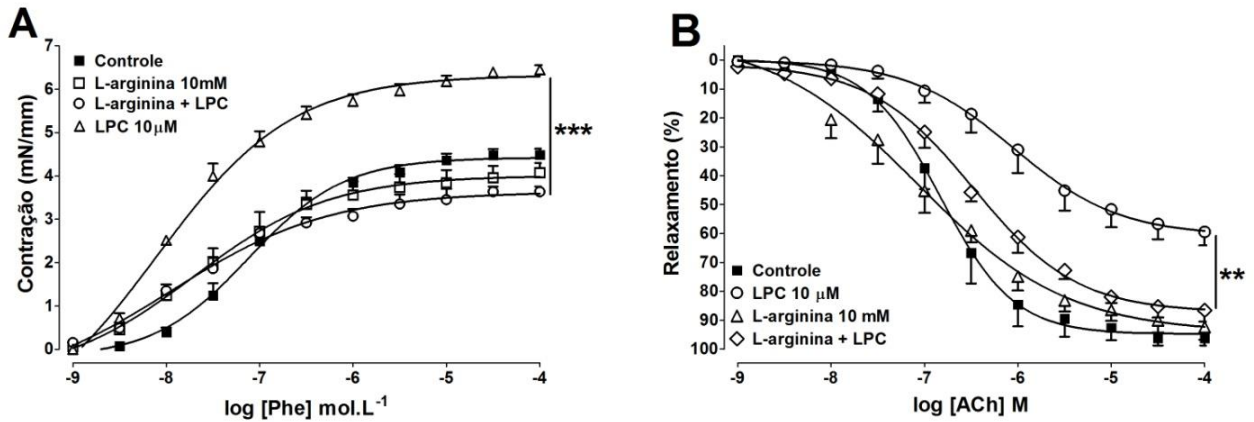 A
Controle
L-arginina 10mM
L-arginina + LPC
LPC 10µM
Contração (mN/mm)
7
6
5
4
3
2
1
0
-9 -8 -7 -6 -5 -4
log [Phe] mol.L⁻¹
***
B
Relaxamento (%)
0
10
20
30
40
50
60
70
80
90
100
Controle
LPC 10 µM
L-arginina 10 mM
L-arginina + LPC
-9 -8 -7 -6 -5 -4
log [ACh] M
**